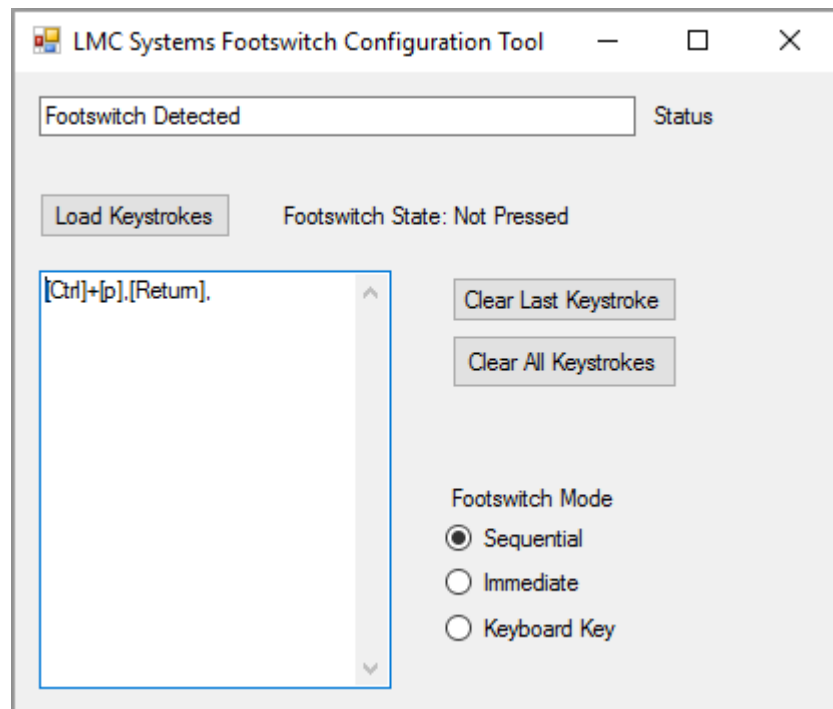 LMC Systems Footswitch Configuration Tool
Footswitch Detected
Status
Load Keystrokes
Footswitch State: Not Pressed
[Ctrl]+[p],[Return],
Clear Last Keystroke
Clear All Keystrokes
Footswitch Mode
Sequential
Immediate
Keyboard Key